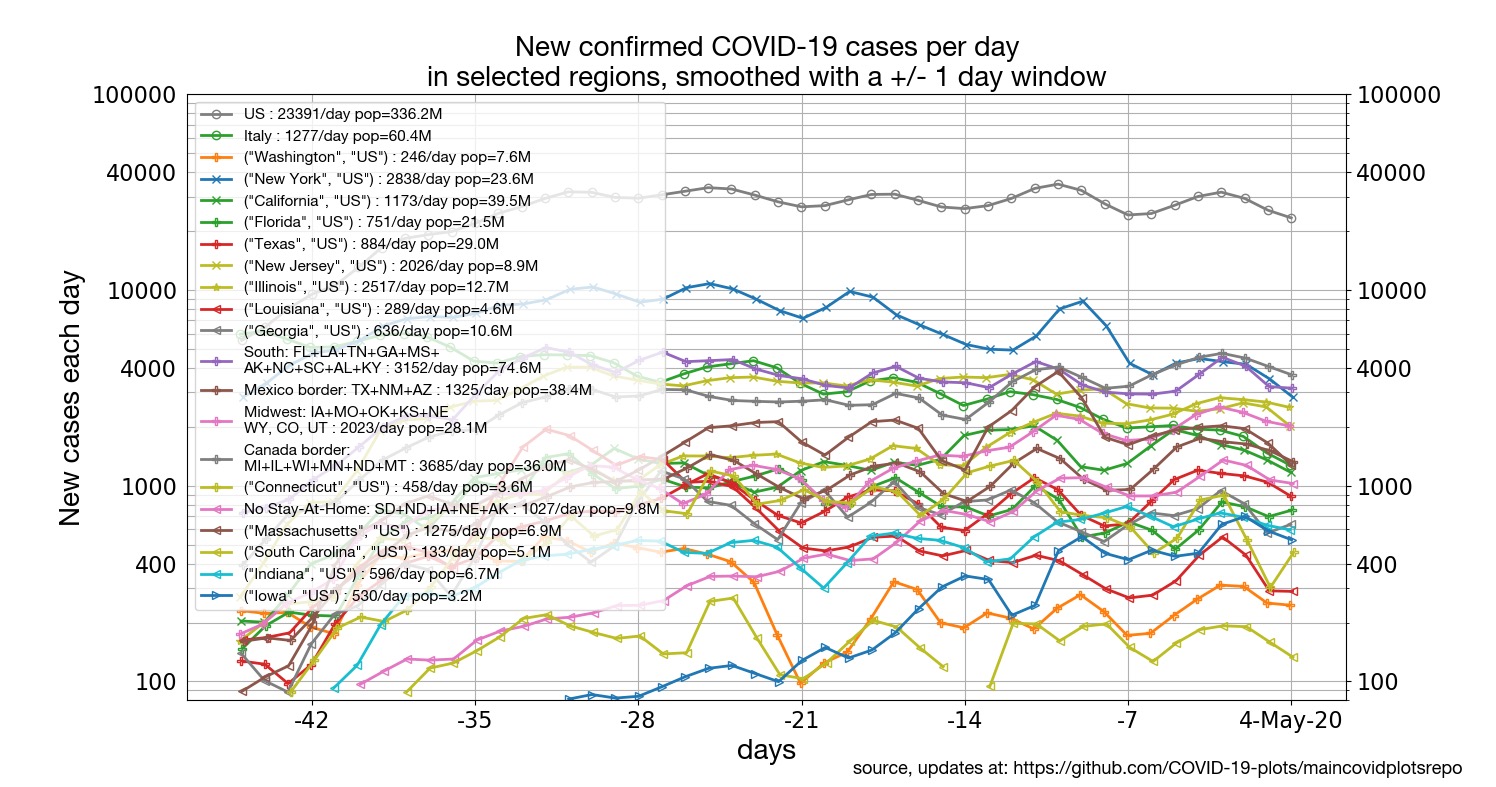 New confirmed COVID-19 cases per day
in selected regions, smoothed with a +/- 1 day window
100000
40000
10000
4000
1000
400
100
New cases each day
US : 23391/day pop=336.2M
Italy : 1277/day pop=60.4M
("Washington", "US") : 246/day pop=7.6M
("New York", "US") : 2838/day pop=23.6M
("California", "US") : 1173/day pop=39.5M
("Florida", "US") : 751/day pop=21.5M
("Texas", "US") : 884/day pop=29.0M
("New Jersey", "US") : 2026/day pop=8.9M
("Illinois", "US") : 2517/day pop=12.7M
("Louisiana", "US") : 289/day pop=4.6M
("Georgia", "US") : 636/day pop=10.6M
South: FL+LA+TN+GA+MS+
AK+NC+SC+AL+KY : 3152/day pop=74.6M
Mexico border: TX+NM+AZ : 1325/day pop=38.4M
Midwest: IA+MO+OK+KS+NE
WY, CO, UT : 2023/day pop=28.1M
Canada border:
MI+IL+WI+MN+ND+MT : 3685/day pop=36.0M
("Connecticut", "US") : 458/day pop=3.6M
No Stay-At-Home: SD+ND+IA+NE+AK : 1027/day pop=9.8M
("Massachusetts", "US") : 1275/day pop=6.9M
("South Carolina", "US") : 133/day pop=5.1M
("Indiana", "US") : 596/day pop=6.7M
("Iowa", "US") : 530/day pop=3.2M
100000
40000
10000
4000
1000
400
100
-42 -35 -28 -21 -14 -7 4-May-20
days
source, updates at: https://github.com/COVID-19-plots/maincovidplotsrepo